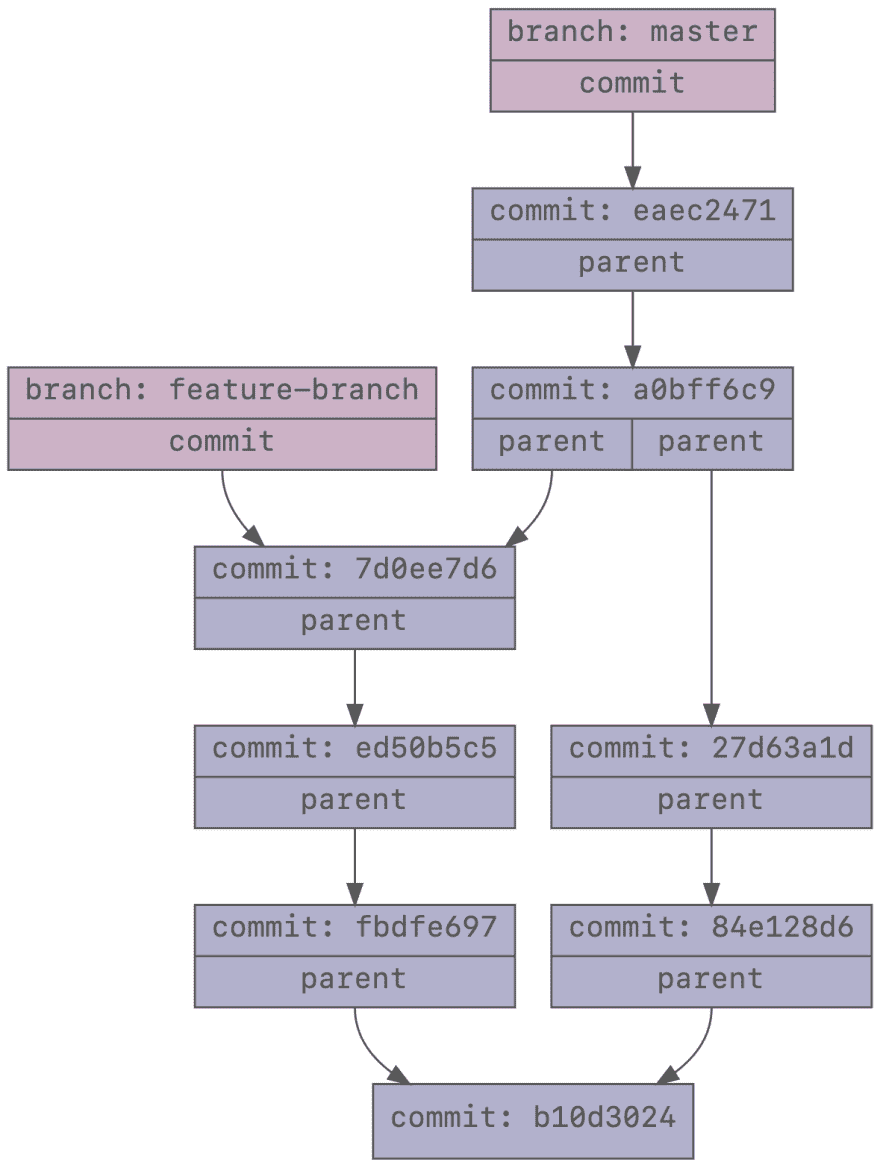 branch: master
commit
commit: eaec2471
parent
branch: feature-branch
commit
commit: a0bff6c9
parent parent
commit: 7d0ee7d6
parent
commit: ed50b5c5
parent
commit: 27d63a1d
parent
commit: fbdfe697
parent
commit: 84e128d6
parent
commit: b10d3024